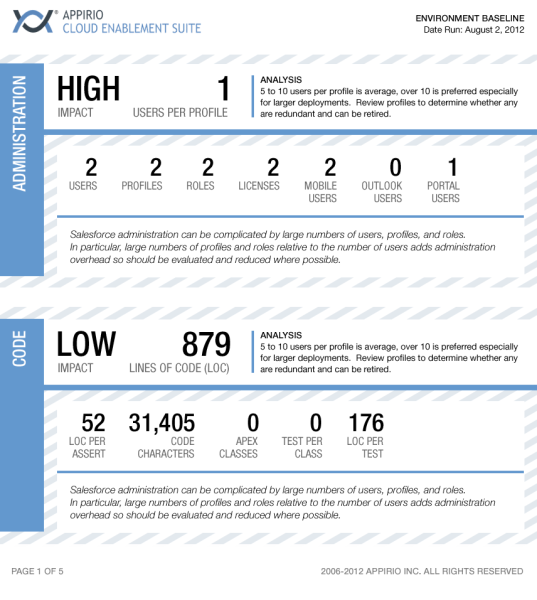 APPIRIO
CLOUD ENABLEMENT SUITE
ENVIRONMENT BASELINE
Date Run: August 2, 2012
ADMINISTRATION
HIGH
IMPACT
1
USERS PER PROFILE
ANALYSIS
5 to 10 users per profile is average, over 10 is preferred especially
for larger deployments. Review profiles to determine whether any
are redundant and can be retired.
2
USERS
2
PROFILES
2
ROLES
2
LICENSES
2
MOBILE
USERS
0
OUTLOOK
USERS
1
PORTAL
USERS
Salesforce administration can be complicated by large numbers of users, profiles, and roles.
In particular, large numbers of profiles and roles relative to the number of users adds administration
overhead so should be evaluated and reduced where possible.
CODE
LOW
IMPACT
879
LINES OF CODE (LOC)
ANALYSIS
5 to 10 users per profile is average, over 10 is preferred especially
for larger deployments. Review profiles to determine whether any
are redundant and can be retired.
52
LOC PER
ASSERT
31,405
CODE
CHARACTERS
0
APEX
CLASSES
0
TEST PER
CLASS
176
LOC PER
TEST
Salesforce administration can be complicated by large numbers of users, profiles, and roles.
In particular, large numbers of profiles and roles relative to the number of users adds administration
overhead so should be evaluated and reduced where possible.
PAGE 1 OF 5
2006-2012 APPIRIO INC. ALL RIGHTS RESERVED